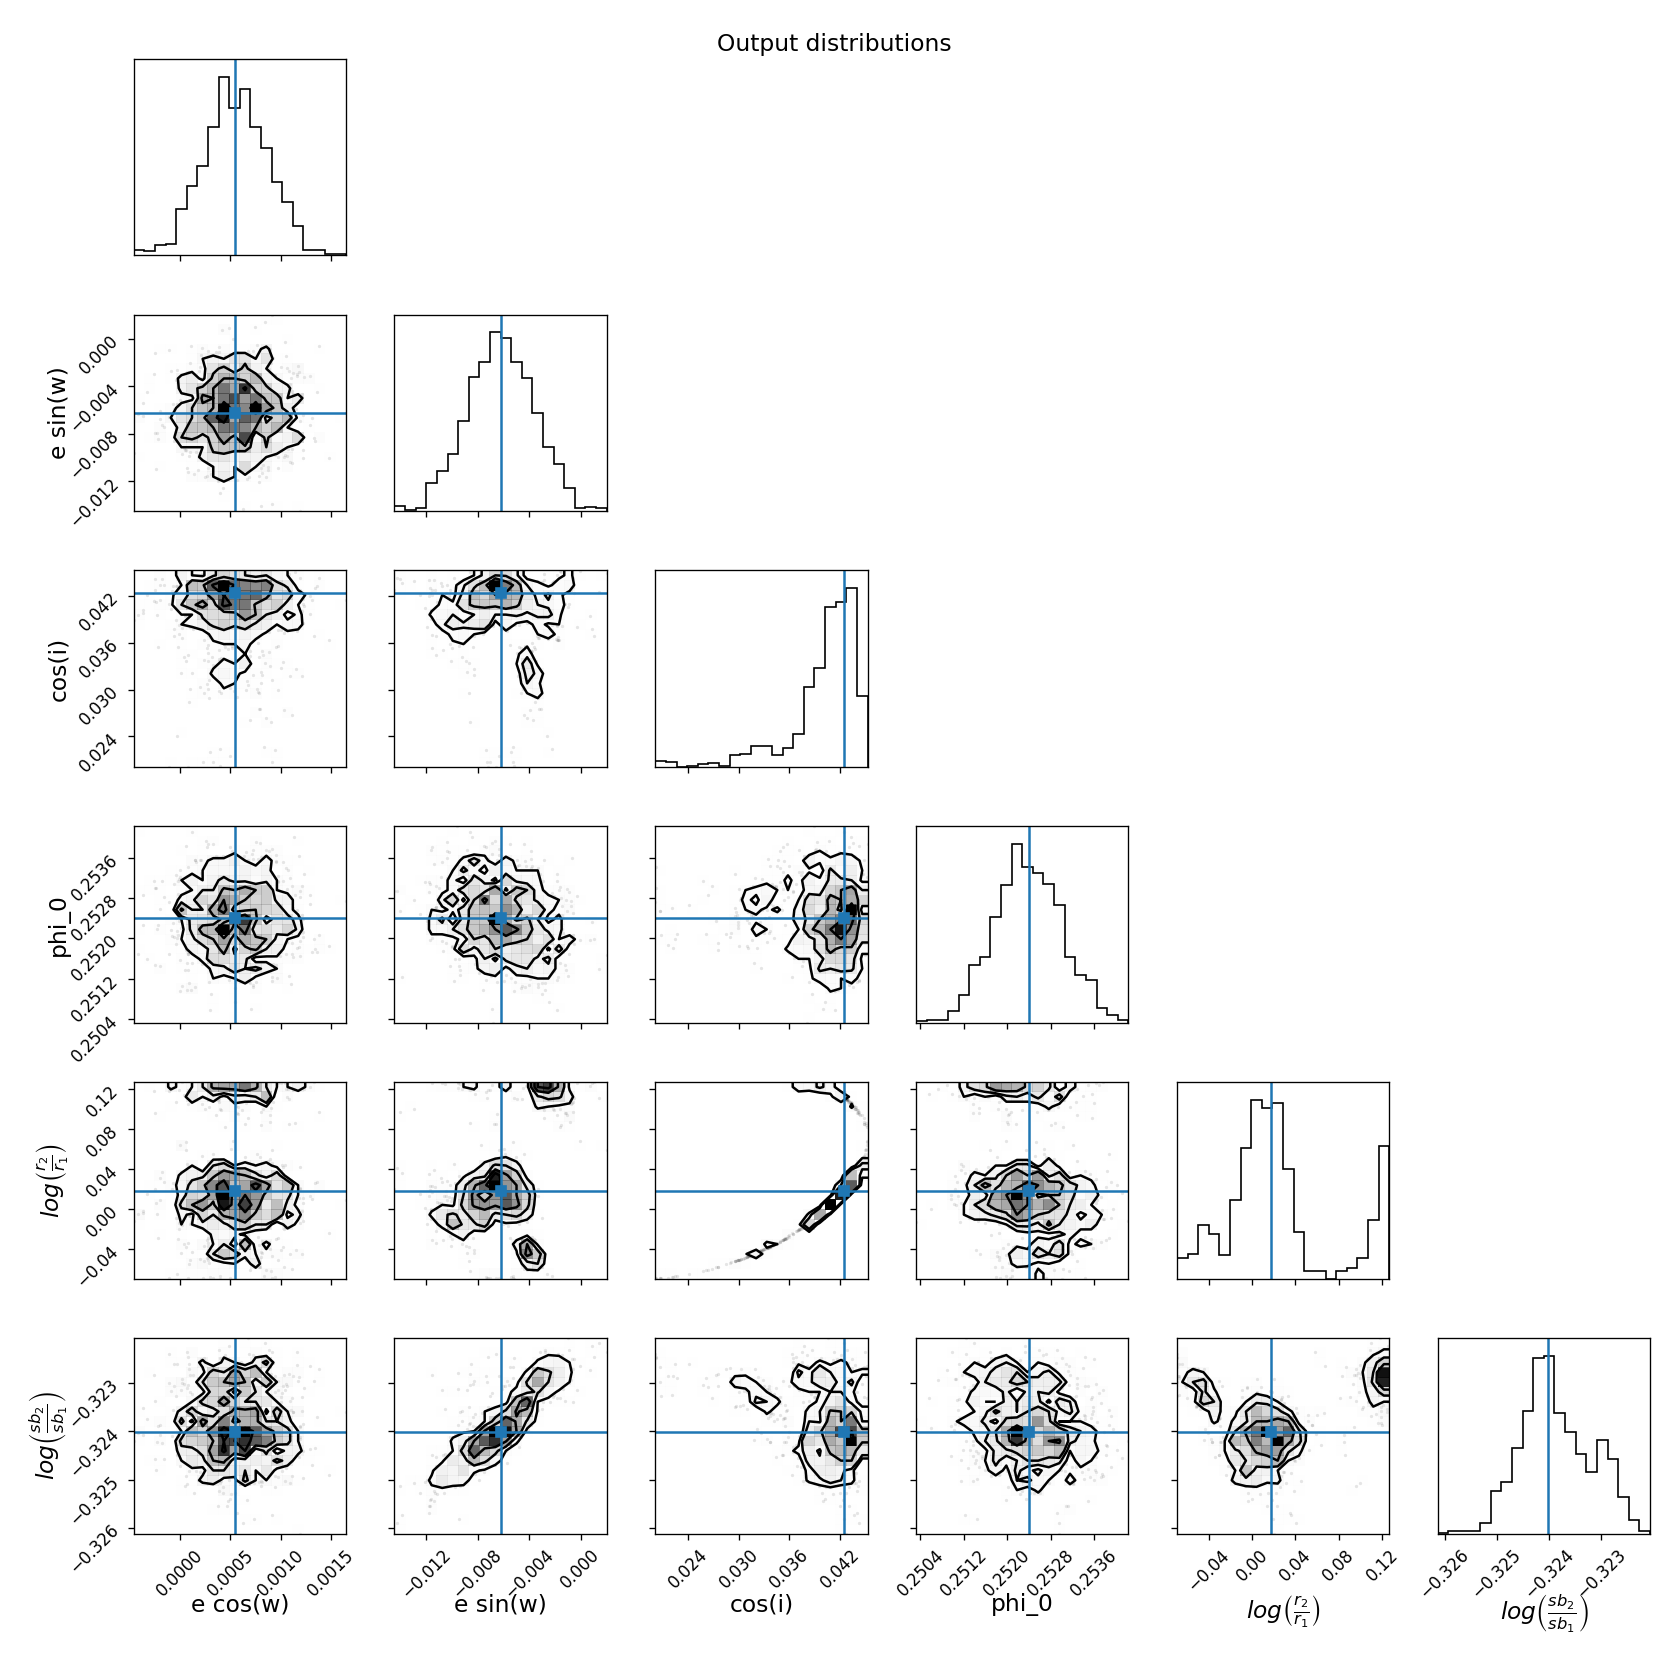 Output distributions
e sin(w)
0.000
−0.004
−0.008
−0.012
cos(i)
0.042
0.036
0.030
0.024
phi_0
0.2536
0.2528
0.2520
0.2512
0.2504
log(r₂/r₁)
0.12
0.08
0.04
0.00
−0.04
log(sb₂/sb₁)
−0.323
−0.324
−0.325
−0.326
0.0000 0.0005 0.0010 0.0015
−0.012 −0.008 −0.004 0.000
0.024 0.030 0.036 0.042
0.2504 0.2512 0.2520 0.2528 0.2536
−0.04 0.00 0.04 0.08 0.12
−0.326 −0.325 −0.324 −0.323
e cos(w) e sin(w) cos(i) phi_0 log(r₂/r₁) log(sb₂/sb₁)